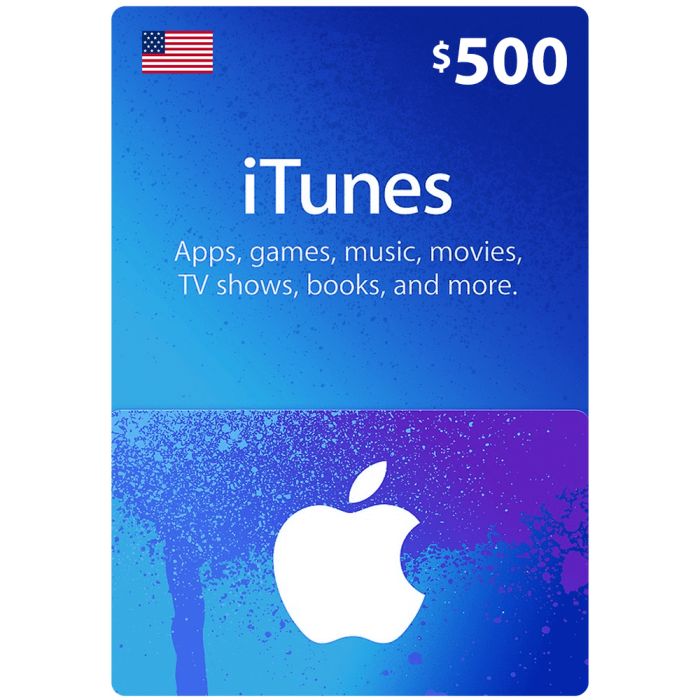 $500
iTunes
Apps, games, music, movies,
TV shows, books, and more.